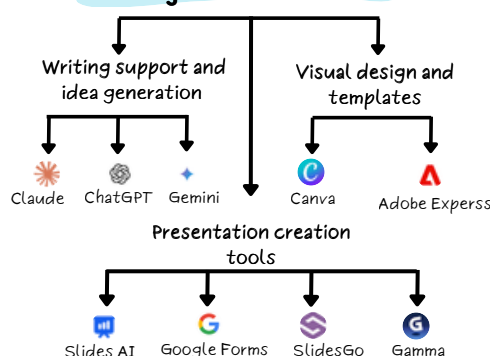 Writing support and
idea generation
Visual design and
templates
Claude
ChatGPT
Gemini
Canva
Adobe Experss
Presentation creation
tools
Slides AI
Google Forms
SlidesGo
Gamma